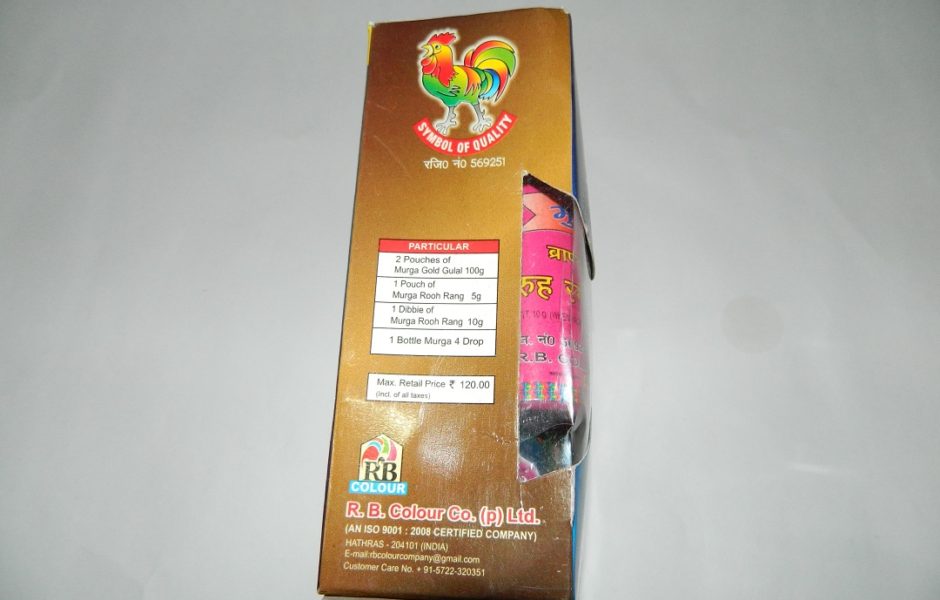 SYMBOL OF QUALITY
रजि0 नं0 569251
PARTICULAR
2 Pouches of
Murga Gold Gulal 100g
1 Pouch of
Murga Rooh Rang 5g
1 Dibbie of
Murga Rooh Rang 10g
1 Bottle Murga 4 Drop
Max. Retail Price ₹ 120.00
(Incl. of all taxes)
RB
COLOUR
R. B. Colour Co. (p) Ltd.
(AN ISO 9001 : 2008 CERTIFIED COMPANY)
HATHRAS - 204101 (INDIA)
E-mail:rbcolourcompany@gmail.com
Customer Care No. + 91-5722-320351
रुह
नं0
R.B.